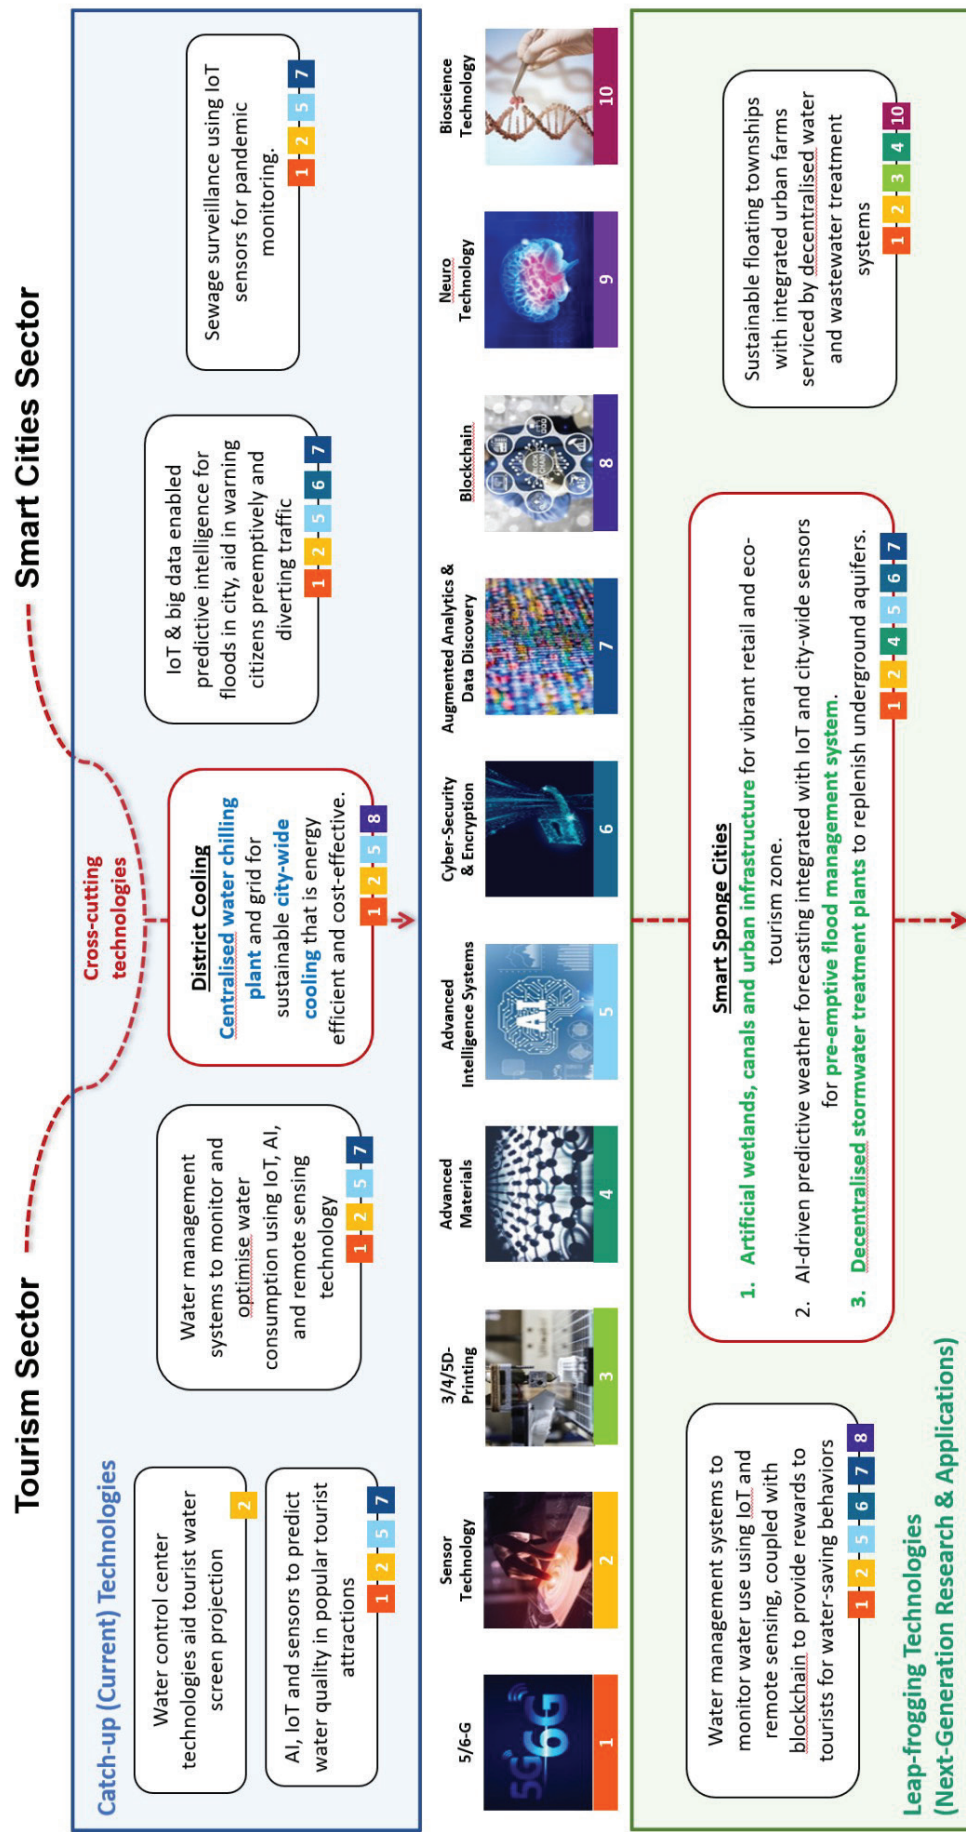 Tourism Sector
Smart Cities Sector
Cross-cutting
technologies
Catch-up (Current) Technologies
Water control center
technologies aid tourist water
screen projection
2
AI, IoT and sensors to predict
water quality in popular tourist
attractions
1 2 5 7
Water management
systems to monitor and
optimise water
consumption using IoT, AI,
and remote sensing
technology
1 2 5 7
District Cooling
Centralised water chilling
plant and grid for
sustainable city-wide
cooling that is energy
efficient and cost-effective.
1 2 5 8
IoT & big data enabled
predictive intelligence for
floods in city, aid in warning
citizens preemptively and
diverting traffic
1 2 5 6 7
Sewage surveillance using IoT
sensors for pandemic
monitoring.
1 2 5 7
5/6-G
5G 6G
1
Sensor
Technology
2
3/4/5D-
Printing
3
Advanced
Materials
4
Advanced
Intelligence Systems
AI
5
Cyber-Security
& Encryption
6
Augmented Analytics &
Data Discovery
7
Blockchain
8
Neuro
Technology
9
Bioscience
Technology
10
Water management systems to
monitor water use using IoT and
remote sensing, coupled with
blockchain to provide rewards to
tourists for water-saving behaviors
1 2 5 6 7 8
Smart Sponge Cities
1. Artificial wetlands, canals and urban infrastructure for vibrant retail and eco-
tourism zone.
2. AI-driven predictive weather forecasting integrated with IoT and city-wide sensors
for pre-emptive flood management system.
3. Decentralised stormwater treatment plants to replenish underground aquifers.
1 2 4 5 6 7
Sustainable floating townships
with integrated urban farms
serviced by decentralised water
and wastewater treatment
systems
1 2 3 4 10
Leap-frogging Technologies
(Next-Generation Research & Applications)